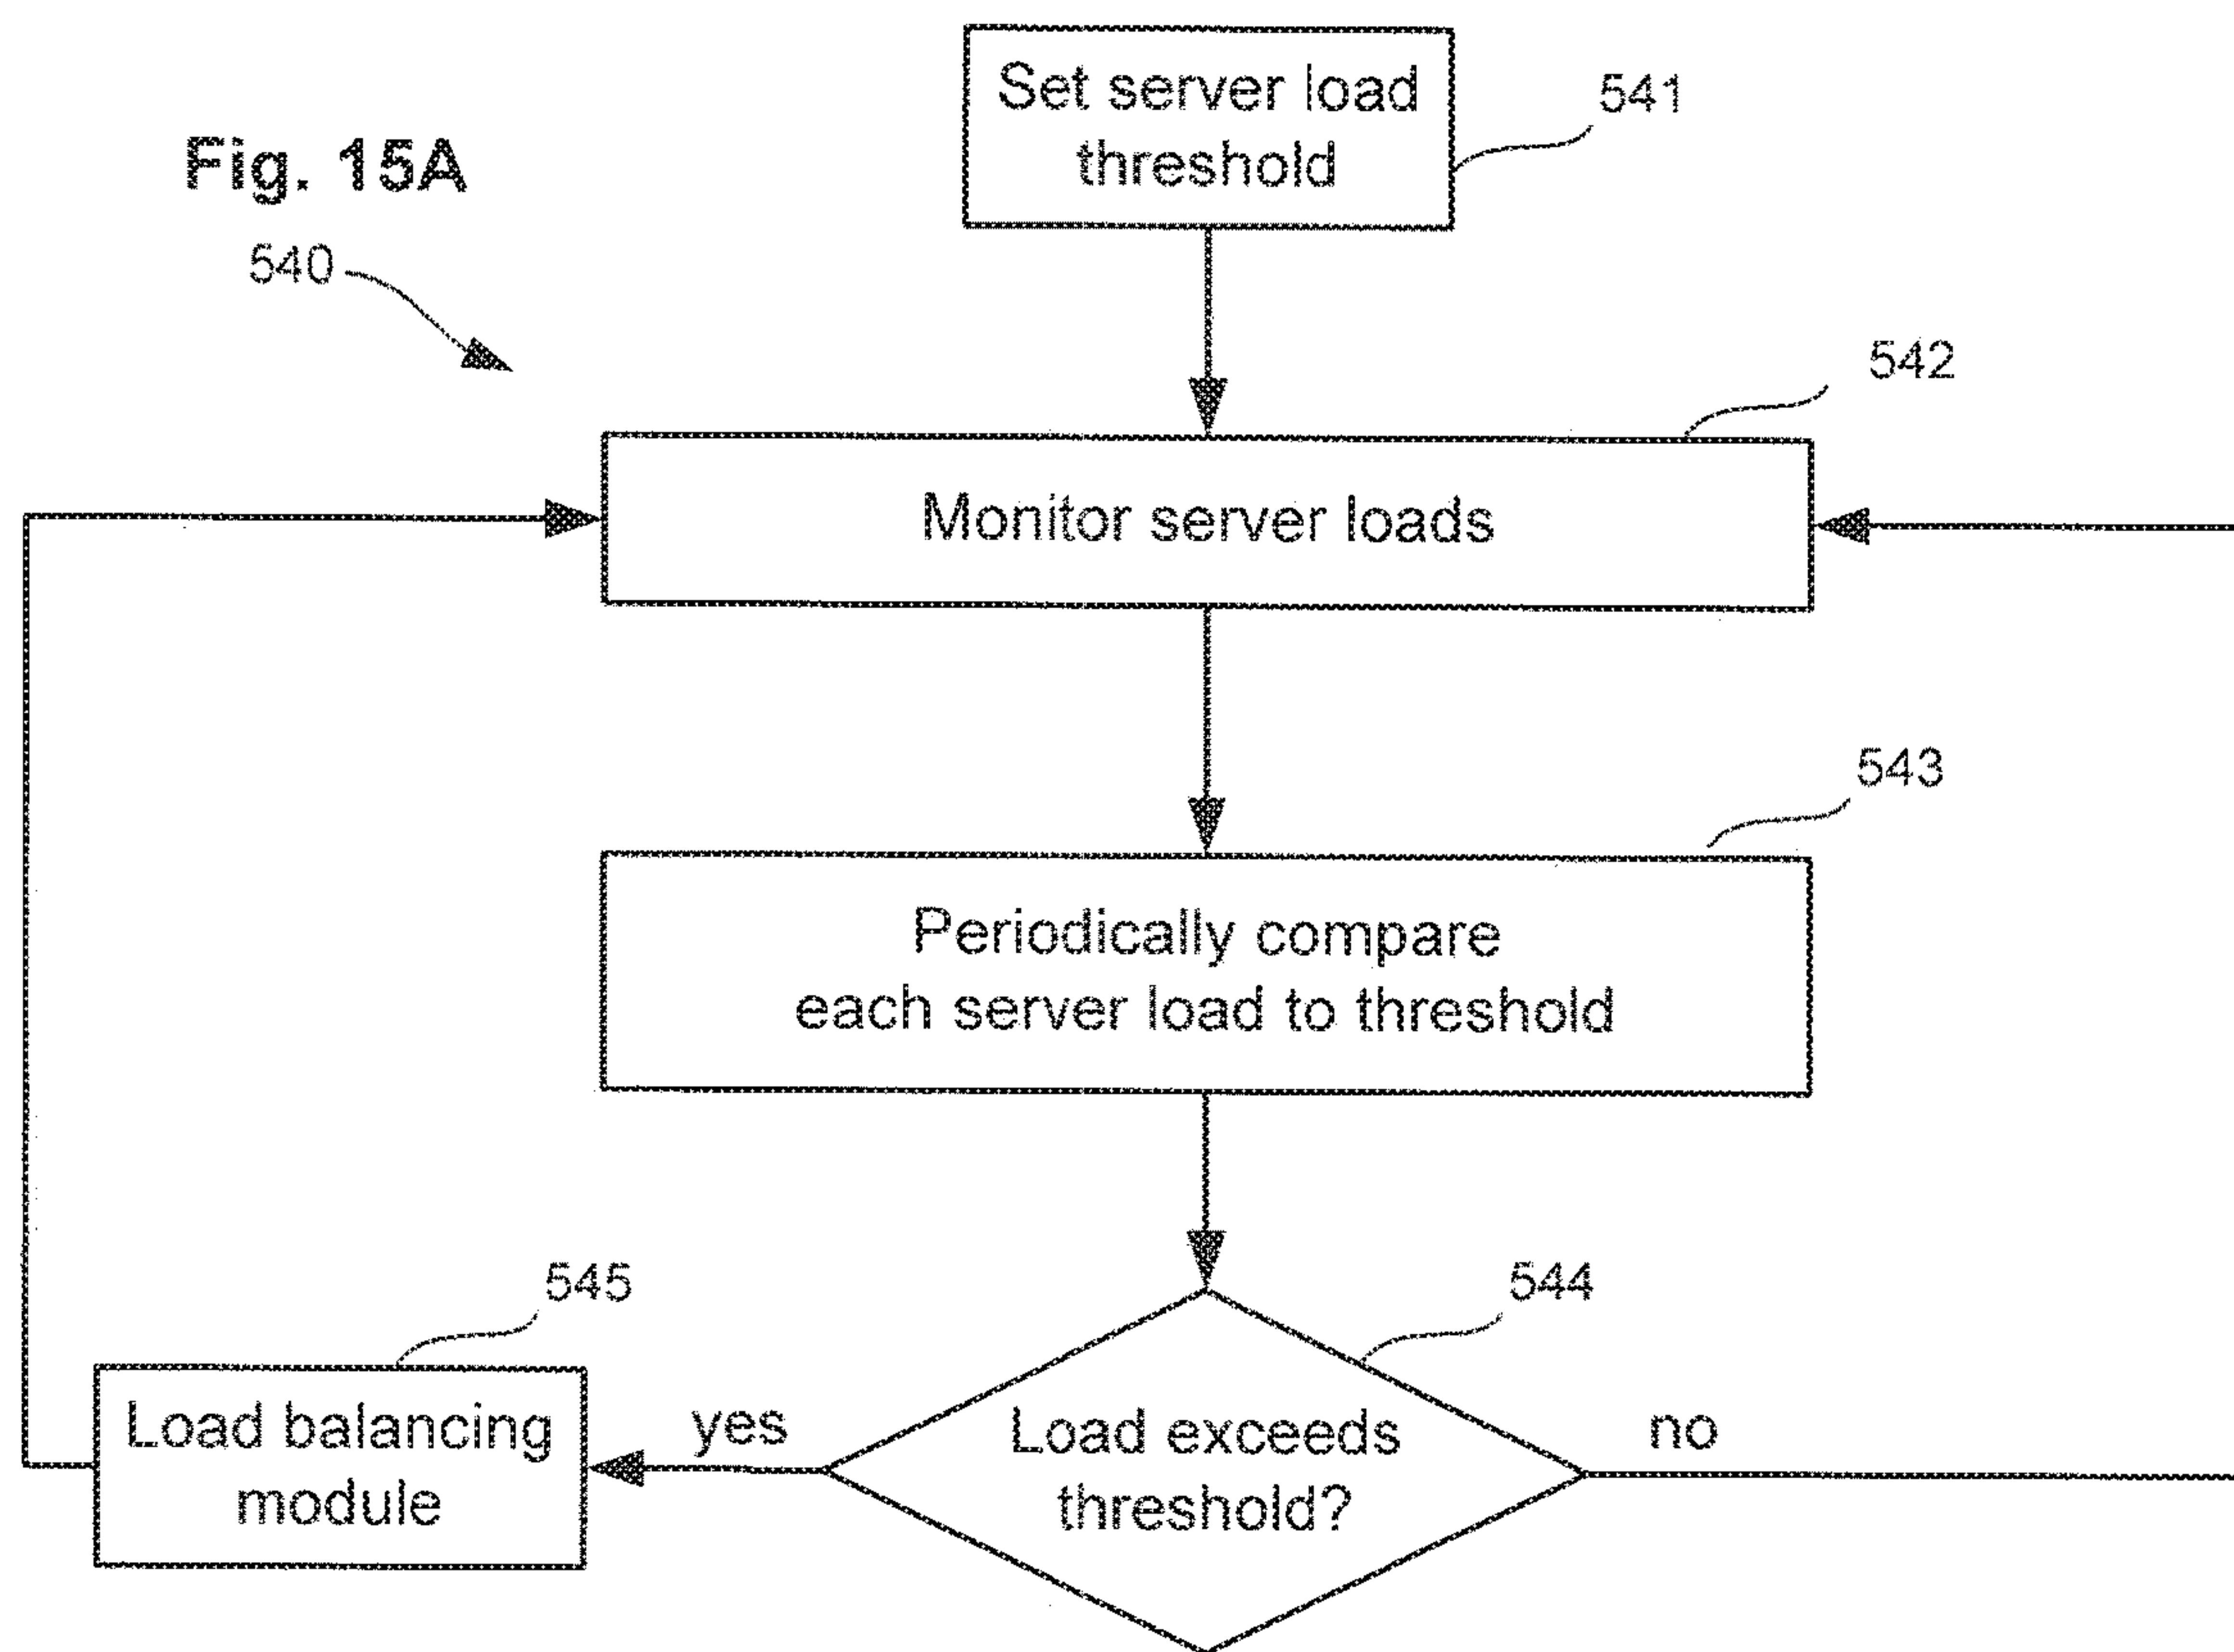 Fig. 15A
540
Set server load
threshold
541
542
Monitor server loads
543
Periodically compare
each server load to threshold
544
Load exceeds
threshold?
yes
no
545
Load balancing
module